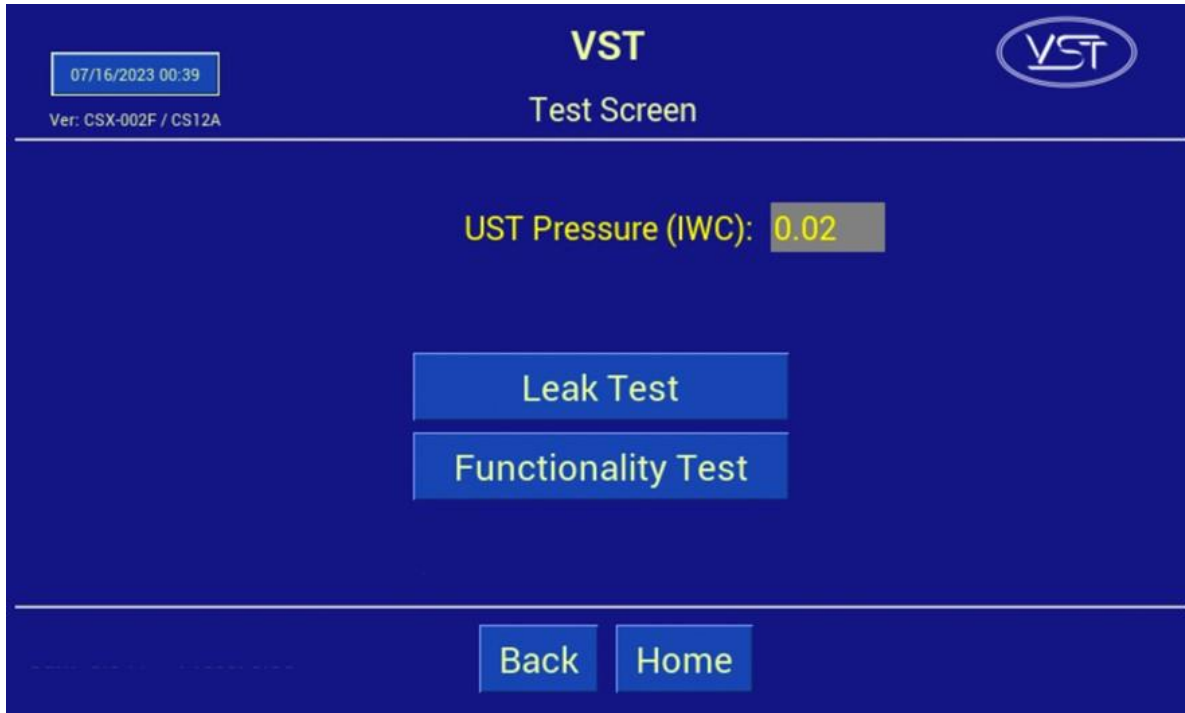 VST
VST
07/16/2023 00:39
Test Screen
Ver: CSX-002F / CS12A
UST Pressure (IWC): 0.02
Leak Test
Functionality Test
Back Home